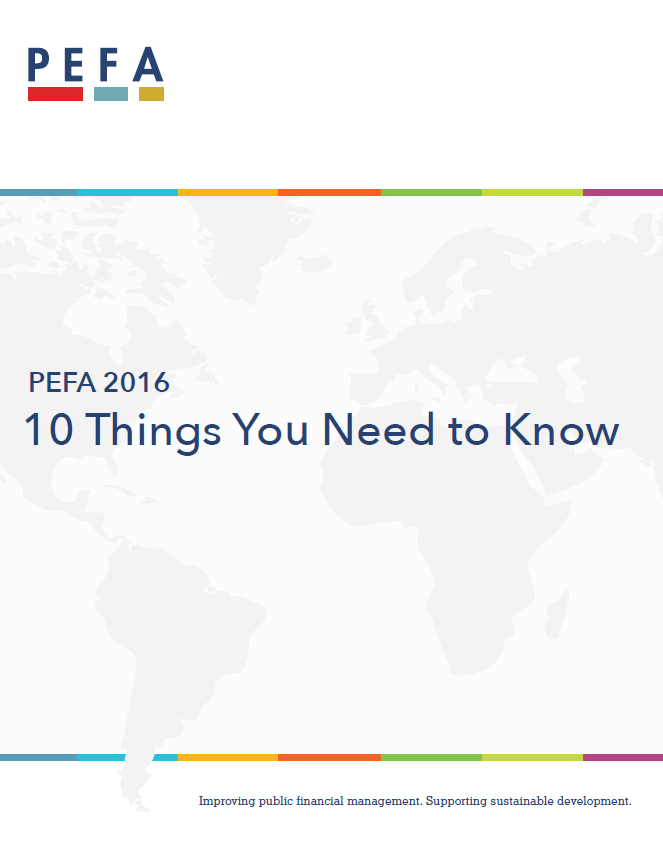 PEFA
PEFA 2016
10 Things You Need to Know
Improving public financial management. Supporting sustainable development.